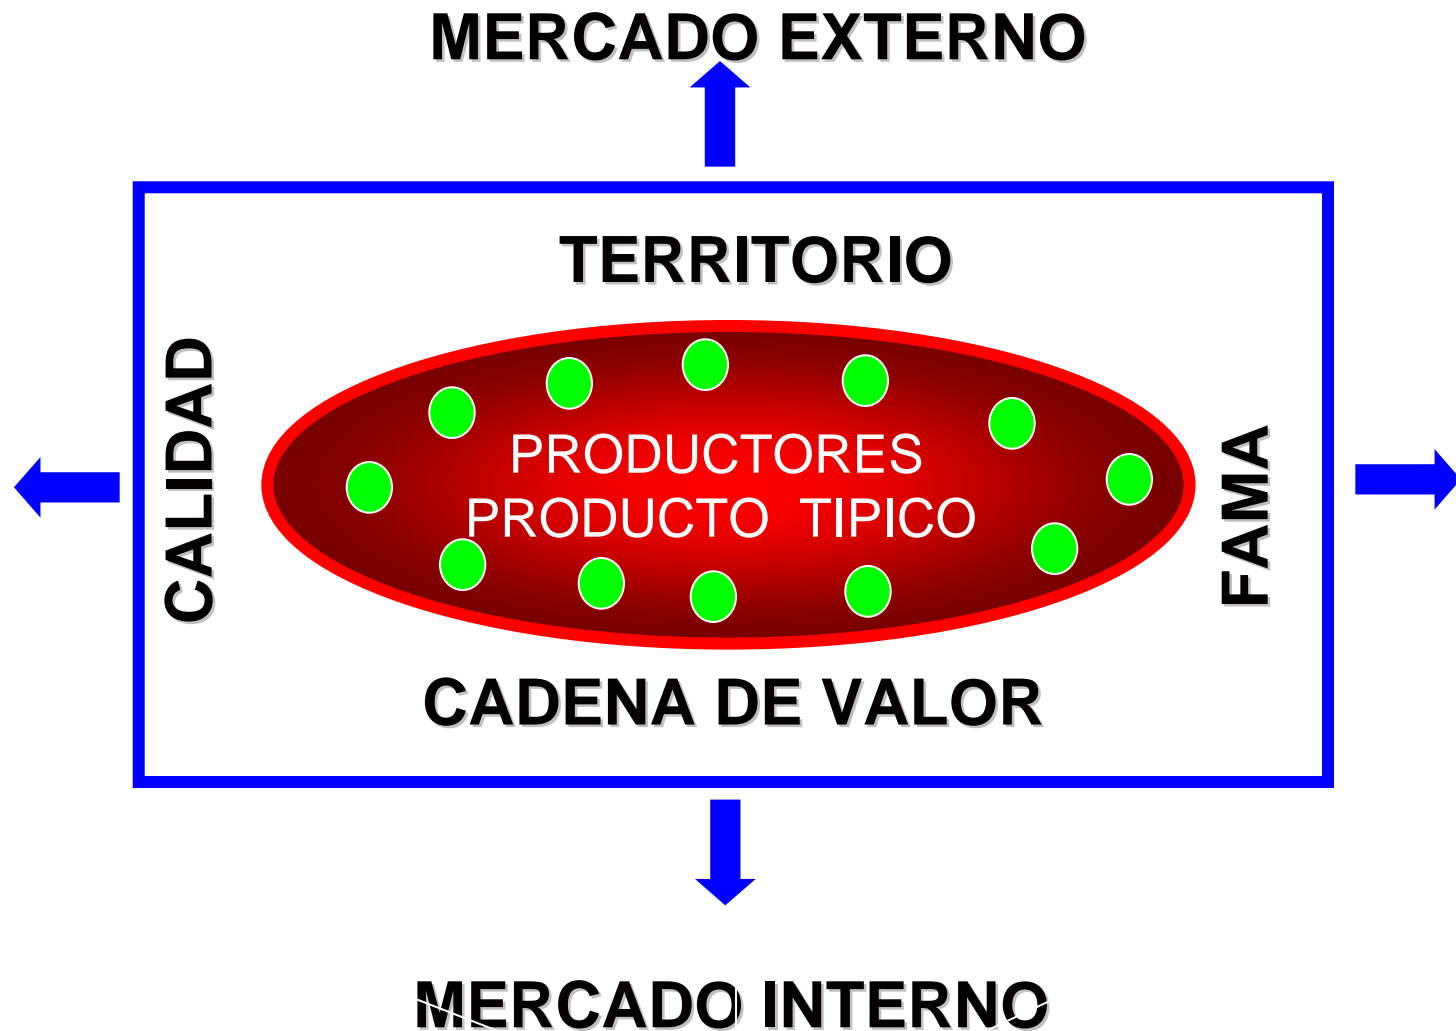 MERCADO EXTERNO
TERRITORIO
CALIDAD
PRODUCTORES
PRODUCTO TIPICO
FAMA
CADENA DE VALOR
MERCADO INTERNO